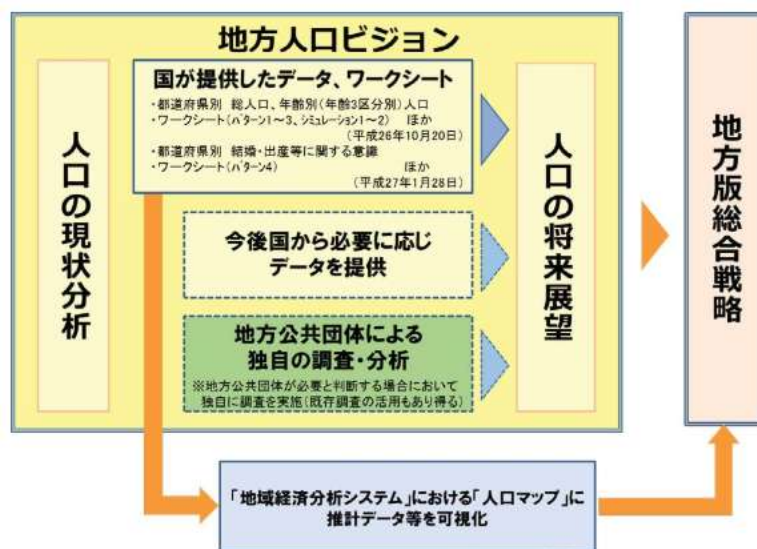 地方人口ビジョン
人口の現状分析
国が提供したデータ、ワークシート
・都道府県別 総人口、年齢別(年齢3区分別)人口
・ワークシート(パターン1～3、シミュレーション1～2) ほか
(平成26年10月20日)
・都道府県別 結婚・出産等に関する意識
・ワークシート(パターン4) ほか
(平成27年1月28日)
今後国から必要に応じ
データを提供
地方公共団体による
独自の調査・分析
※地方公共団体が必要と判断する場合において
独自に調査を実施(既存調査の活用もあり得る)
人口の将来展望
地方版総合戦略
「地域経済分析システム」における「人口マップ」に
推計データ等を可視化